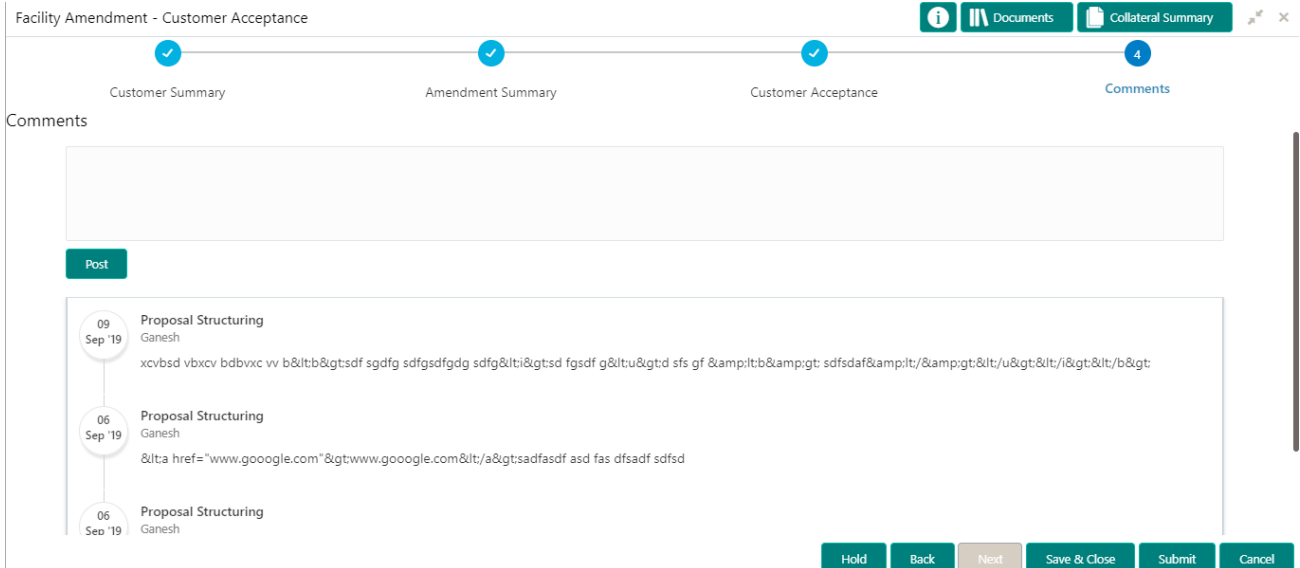 Facility Amendment - Customer Acceptance
i Documents Collateral Summary
4
Customer Summary Amendment Summary Customer Acceptance Comments
Comments
Post
09 Proposal Structuring
Sep '19 Ganesh
xcvbsd vbxcv bdbvxc vv b&lt;b&gt;sdf sgdfg sdfgsdfgdg sdfg&lt;i&gt;sd fgsdf g&lt;u&gt;d sfs gf &amp;lt;b&amp;gt; sdfsdaf&amp;lt;/&amp;gt;&lt;/u&gt;&lt;/i&gt;&lt;/b&gt;
06 Proposal Structuring
Sep '19 Ganesh
&lt;a href="www.gooogle.com"&gt;www.gooogle.com&lt;/a&gt;sadfasdf asd fas dfsadf sdfsd
06 Proposal Structuring
Sep '19 Ganesh
Hold Back Next Save & Close Submit Cancel